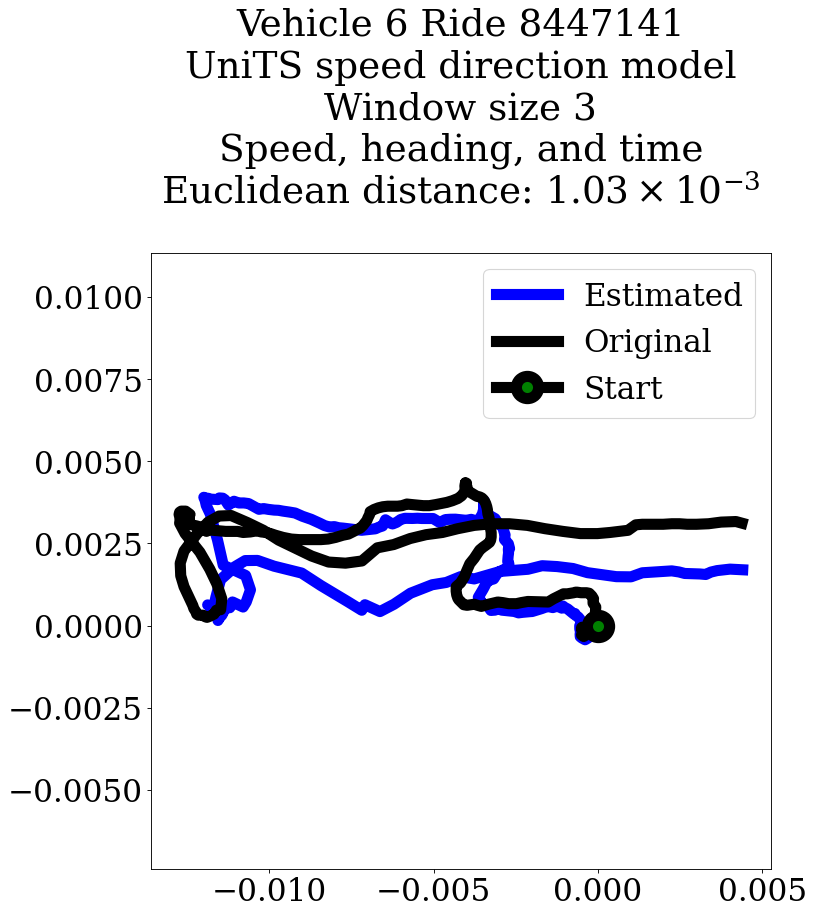 Vehicle 6 Ride 8447141
UniTS speed direction model
Window size 3
Speed, heading, and time
Euclidean distance: 1.03 × 10⁻³
Estimated
Original
Start
0.0100
0.0075
0.0050
0.0025
0.0000
−0.0025
−0.0050
−0.010 −0.005 0.000 0.005